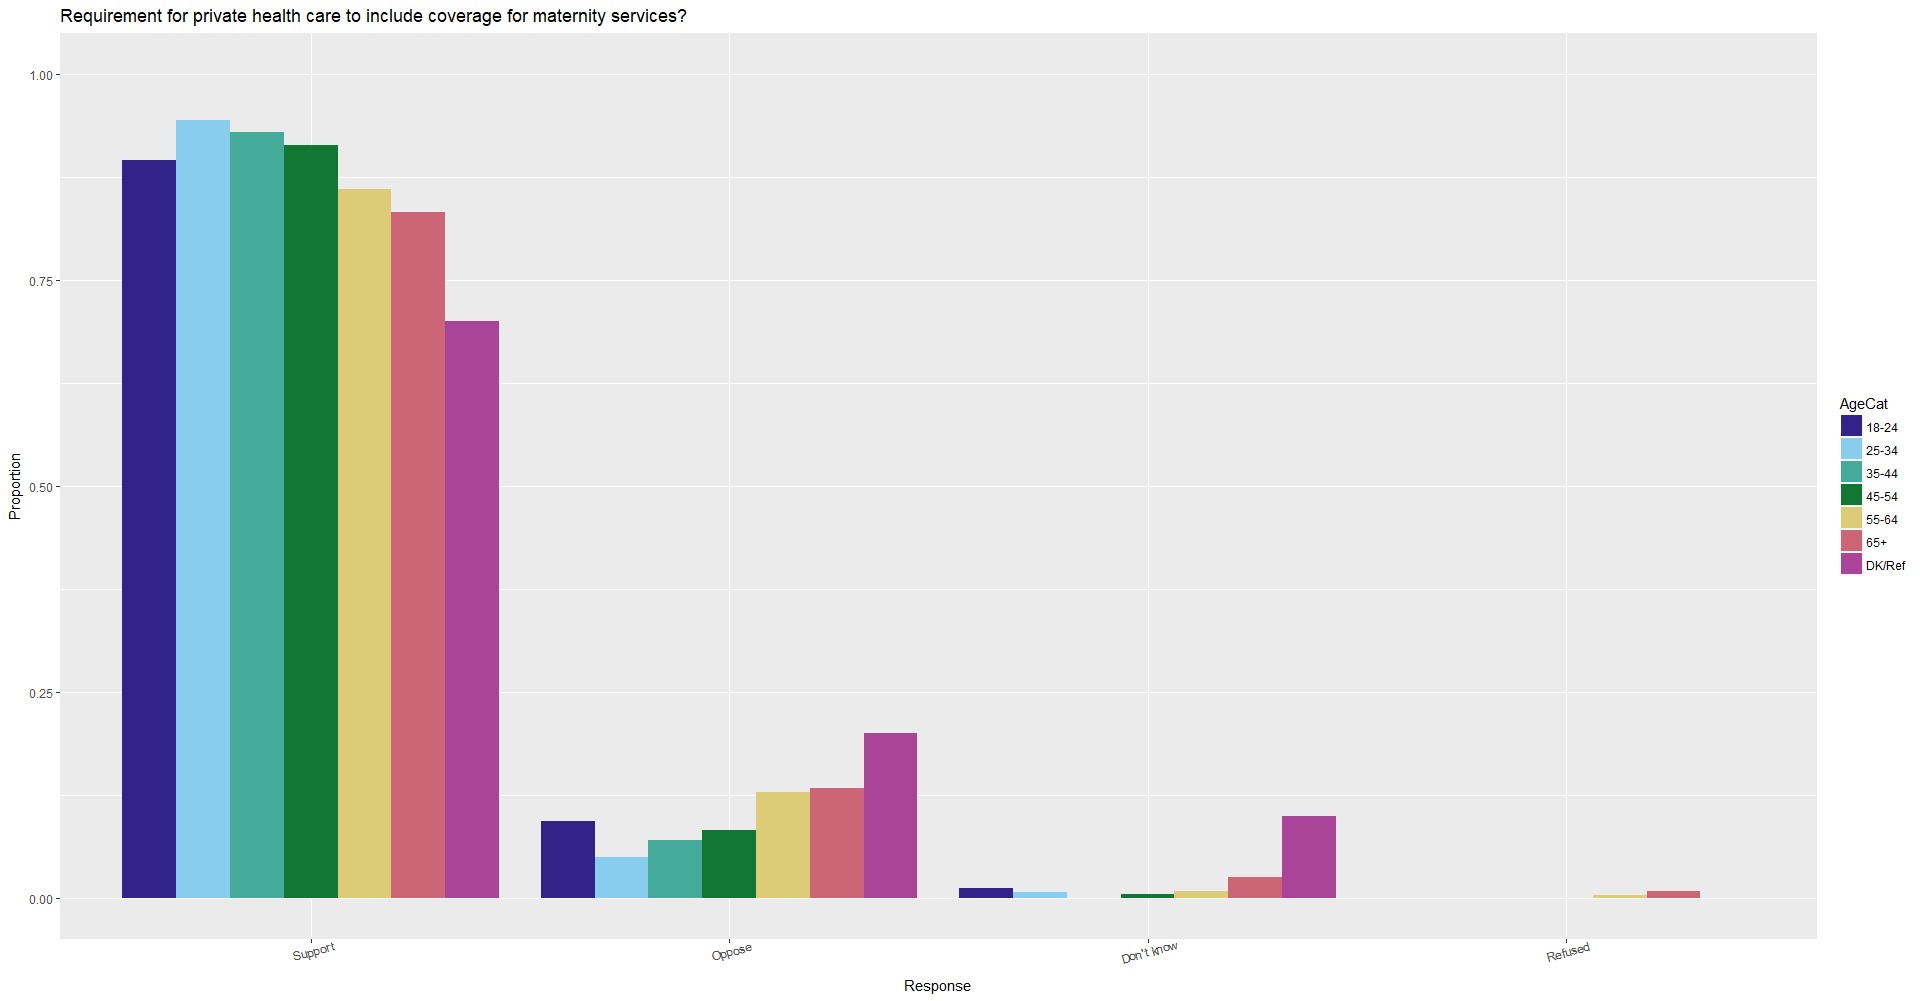 Requirement for private health care to include coverage for maternity services?
1.00
0.75
0.50
0.25
0.00
Proportion
Support
Oppose
Don't know
Refused
Response
AgeCat
18-24
25-34
35-44
45-54
55-64
65+
DK/Ref